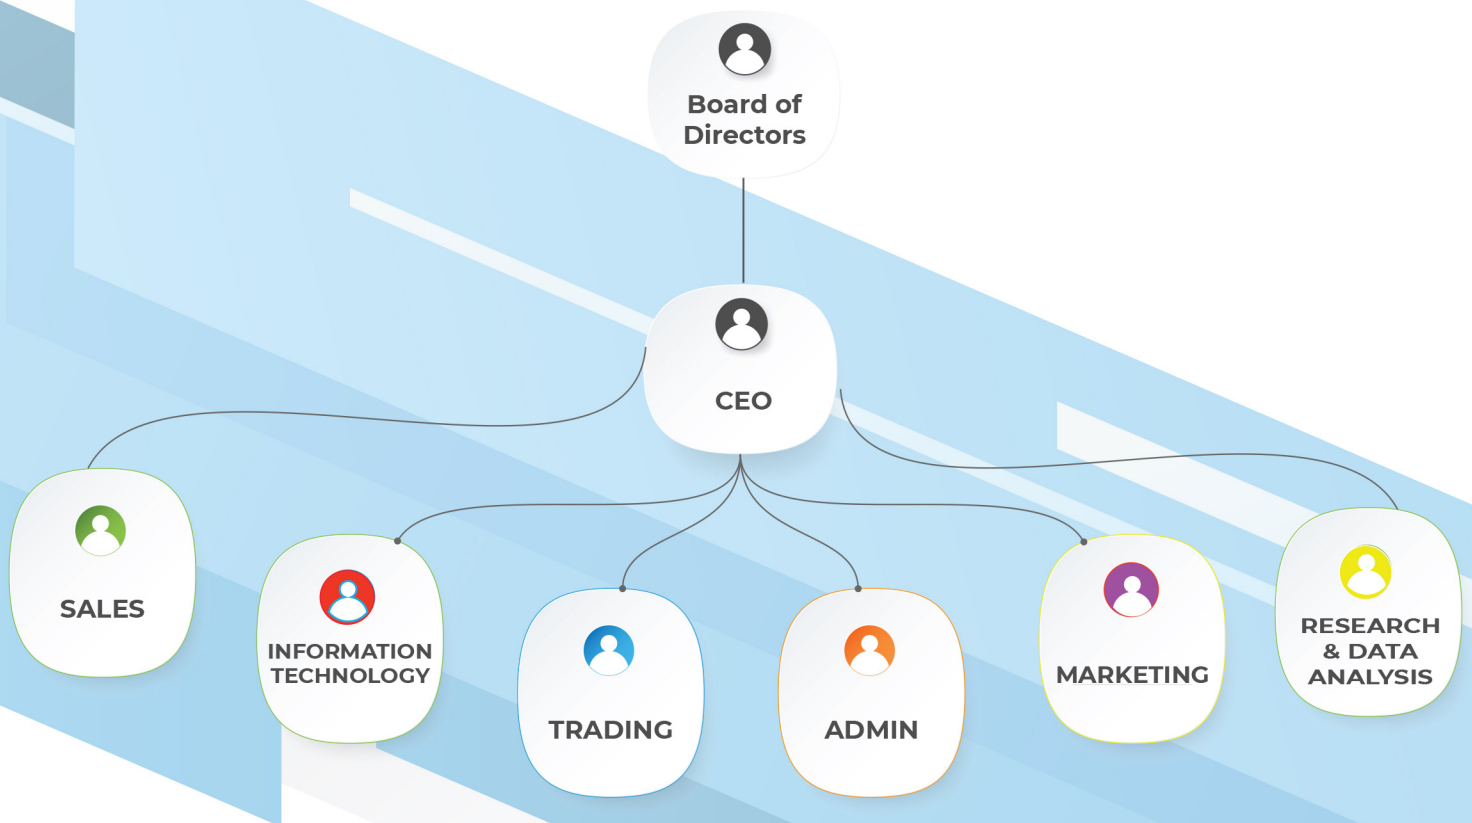 Board of
Directors
CEO
SALES
INFORMATION
TECHNOLOGY
TRADING
ADMIN
MARKETING
RESEARCH
& DATA
ANALYSIS